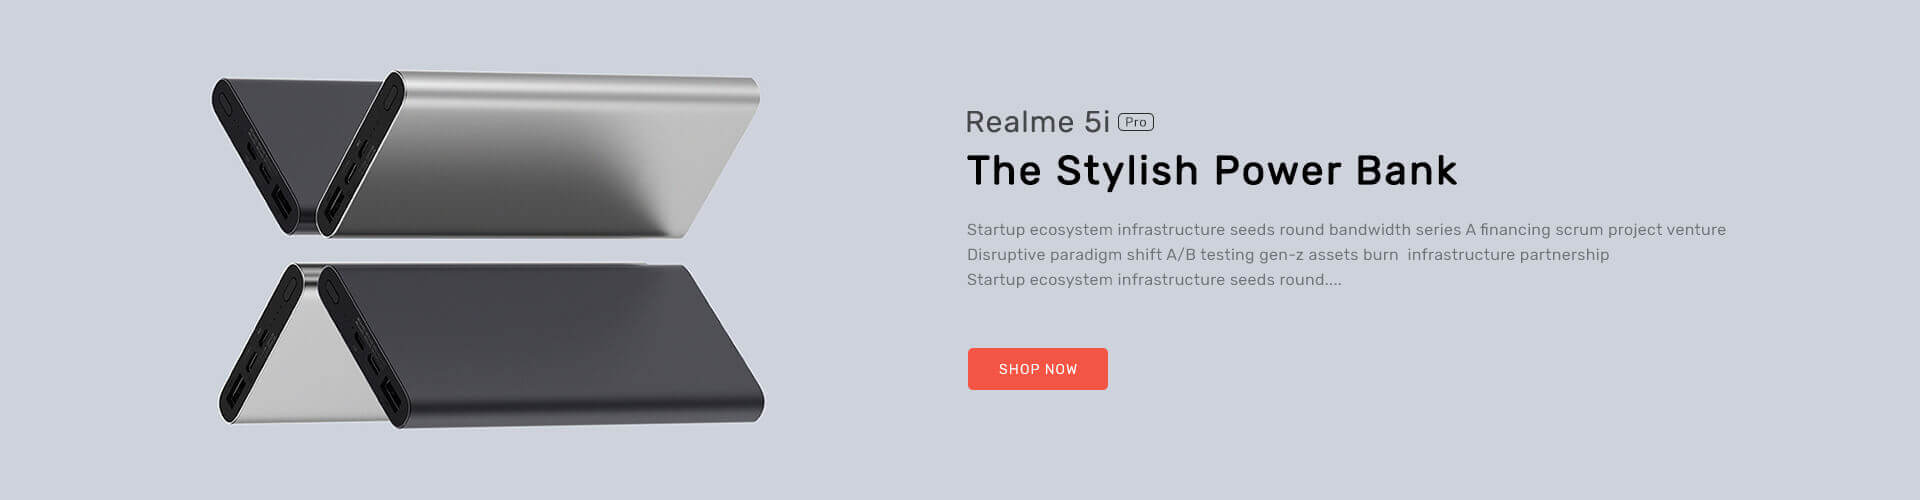 Realme 5i Pro
The Stylish Power Bank
Startup ecosystem infrastructure seeds round bandwidth series A financing scrum project venture
Disruptive paradigm shift A/B testing gen-z assets burn  infrastructure partnership
Startup ecosystem infrastructure seeds round....
SHOP NOW